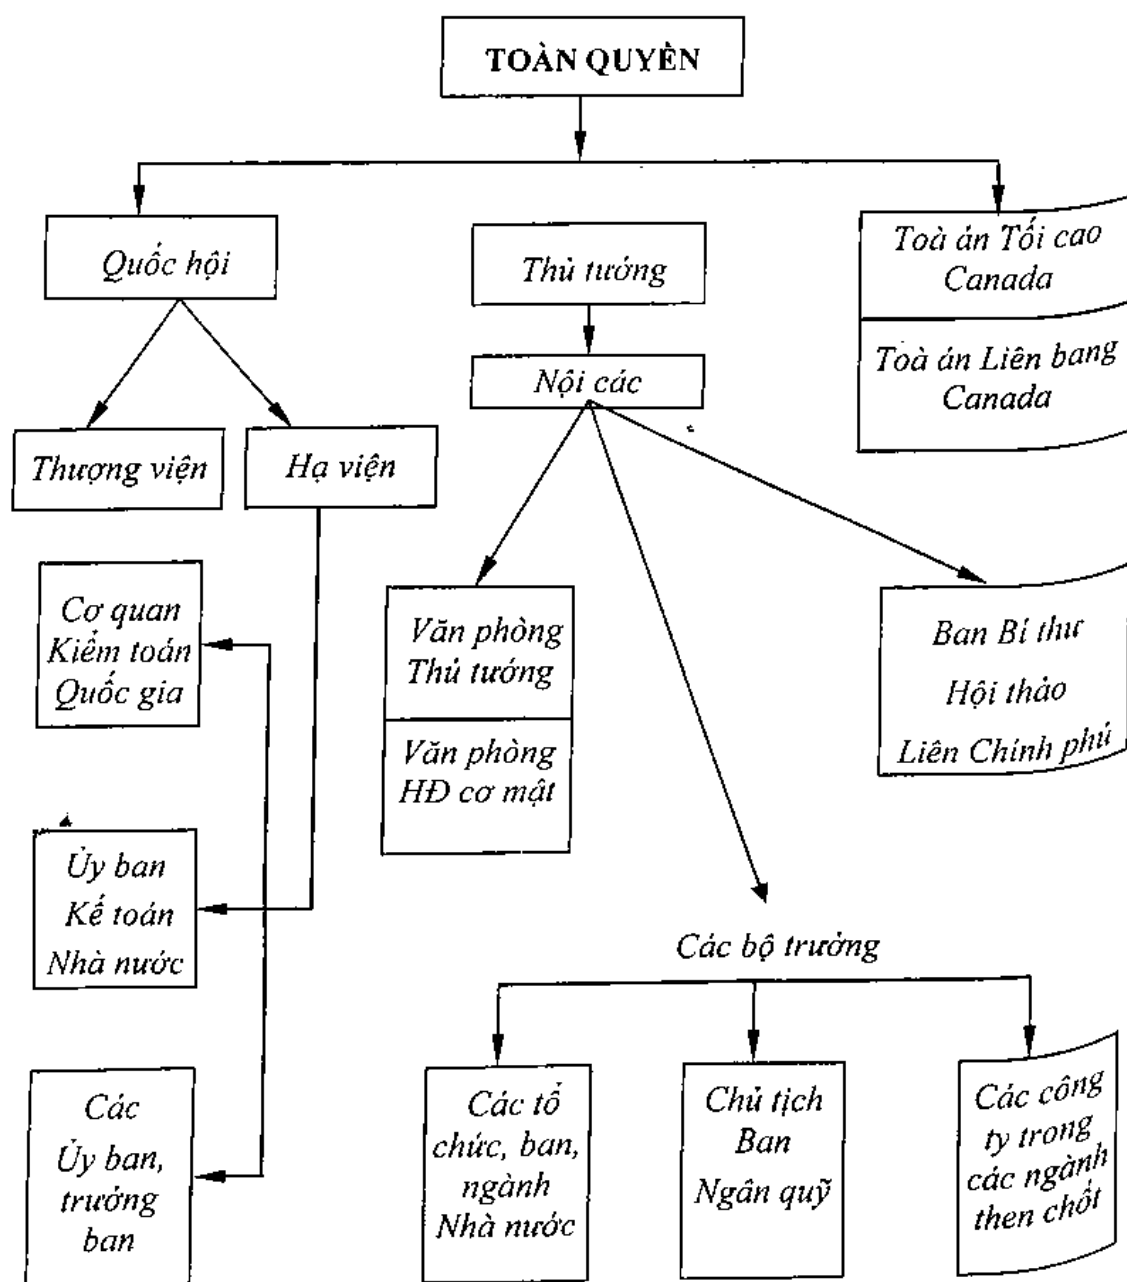 TOÀN QUYỀN
Quốc hội
Thủ tướng
Toà án Tối cao
Canada
Toà án Liên bang
Canada
Nội các
Thượng viện
Hạ viện
Cơ quan
Kiểm toán
Quốc gia
Văn phòng
Thủ tướng
Văn phòng
HĐ cơ mật
Ban Bí thư
Hội thảo
Liên Chính phủ
Ủy ban
Kế toán
Nhà nước
Các bộ trưởng
Các
Ủy ban,
trưởng
ban
Các tổ
chức, ban,
ngành
Nhà nước
Chủ tịch
Ban
Ngân quỹ
Các công
ty trong
các ngành
then chốt